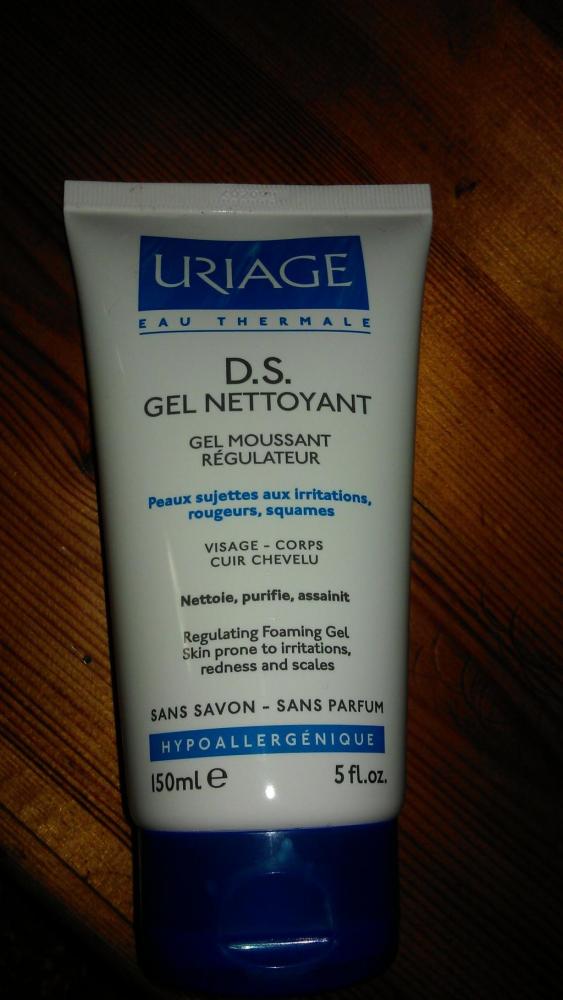 URIAGE
EAU THERMALE
D.S.
GEL NETTOYANT
GEL MOUSSANT
RÉGULATEUR
Peaux sujettes aux irritations,
rougeurs, squames
VISAGE - CORPS
CUIR CHEVELU
Nettoie, purifie, assainit
Regulating Foaming Gel
Skin prone to irritations,
redness and scales
SANS SAVON - SANS PARFUM
HYPOALLERGÉNIQUE
150ml e 5 fl.oz.